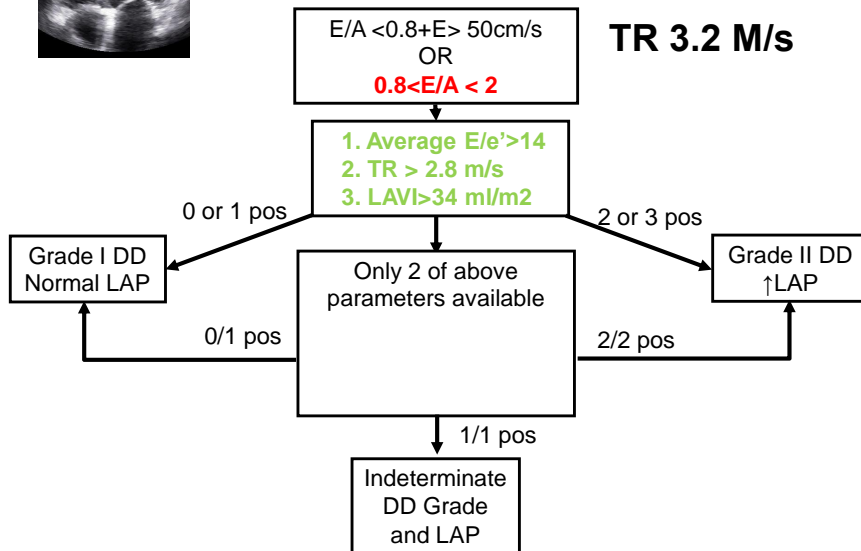 E/A <0.8+E> 50cm/s
OR
0.8<E/A < 2
TR 3.2 M/s
1. Average E/e’>14
2. TR > 2.8 m/s
3. LAVI>34 ml/m2
0 or 1 pos
2 or 3 pos
Grade I DD
Normal LAP
Only 2 of above
parameters available
Grade II DD
↑LAP
0/1 pos
2/2 pos
1/1 pos
Indeterminate
DD Grade
and LAP